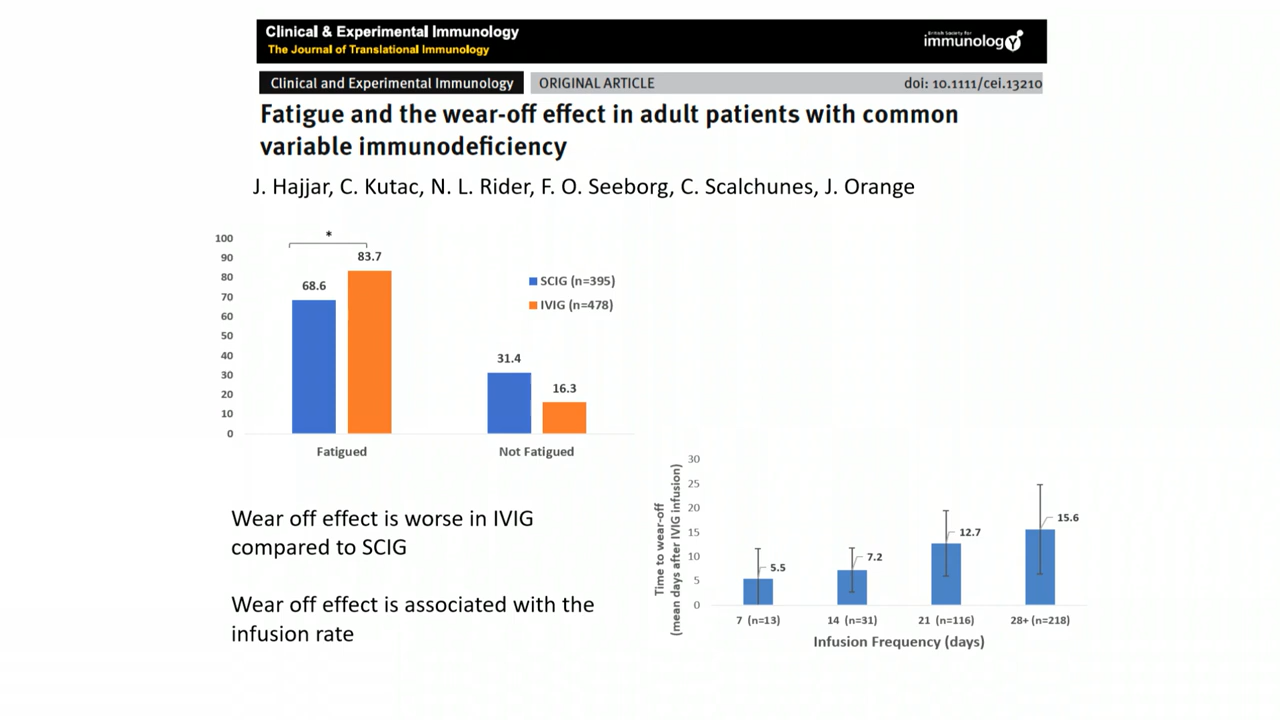 Clinical & Experimental Immunology
The Journal of Translational Immunology
British Society for
immunology
Clinical and Experimental Immunology
ORIGINAL ARTICLE
doi: 10.1111/cei.13210
Fatigue and the wear-off effect in adult patients with common
variable immunodeficiency
J. Hajjar, C. Kutac, N. L. Rider, F. O. Seeborg, C. Scalchunes, J. Orange
100
90
80
70
60
50
40
30
20
10
0
*
68.6
83.7
31.4
16.3
Fatigued
Not Fatigued
SCIG (n=395)
IVIG (n=478)
Wear off effect is worse in IVIG
compared to SCIG
Wear off effect is associated with the
infusion rate
Time to wear-off
(mean days after IVIG infusion)
30
25
20
15
10
5
0
5.5
7.2
12.7
15.6
7 (n=13)
14 (n=31)
21 (n=116)
28+ (n=218)
Infusion Frequency (days)